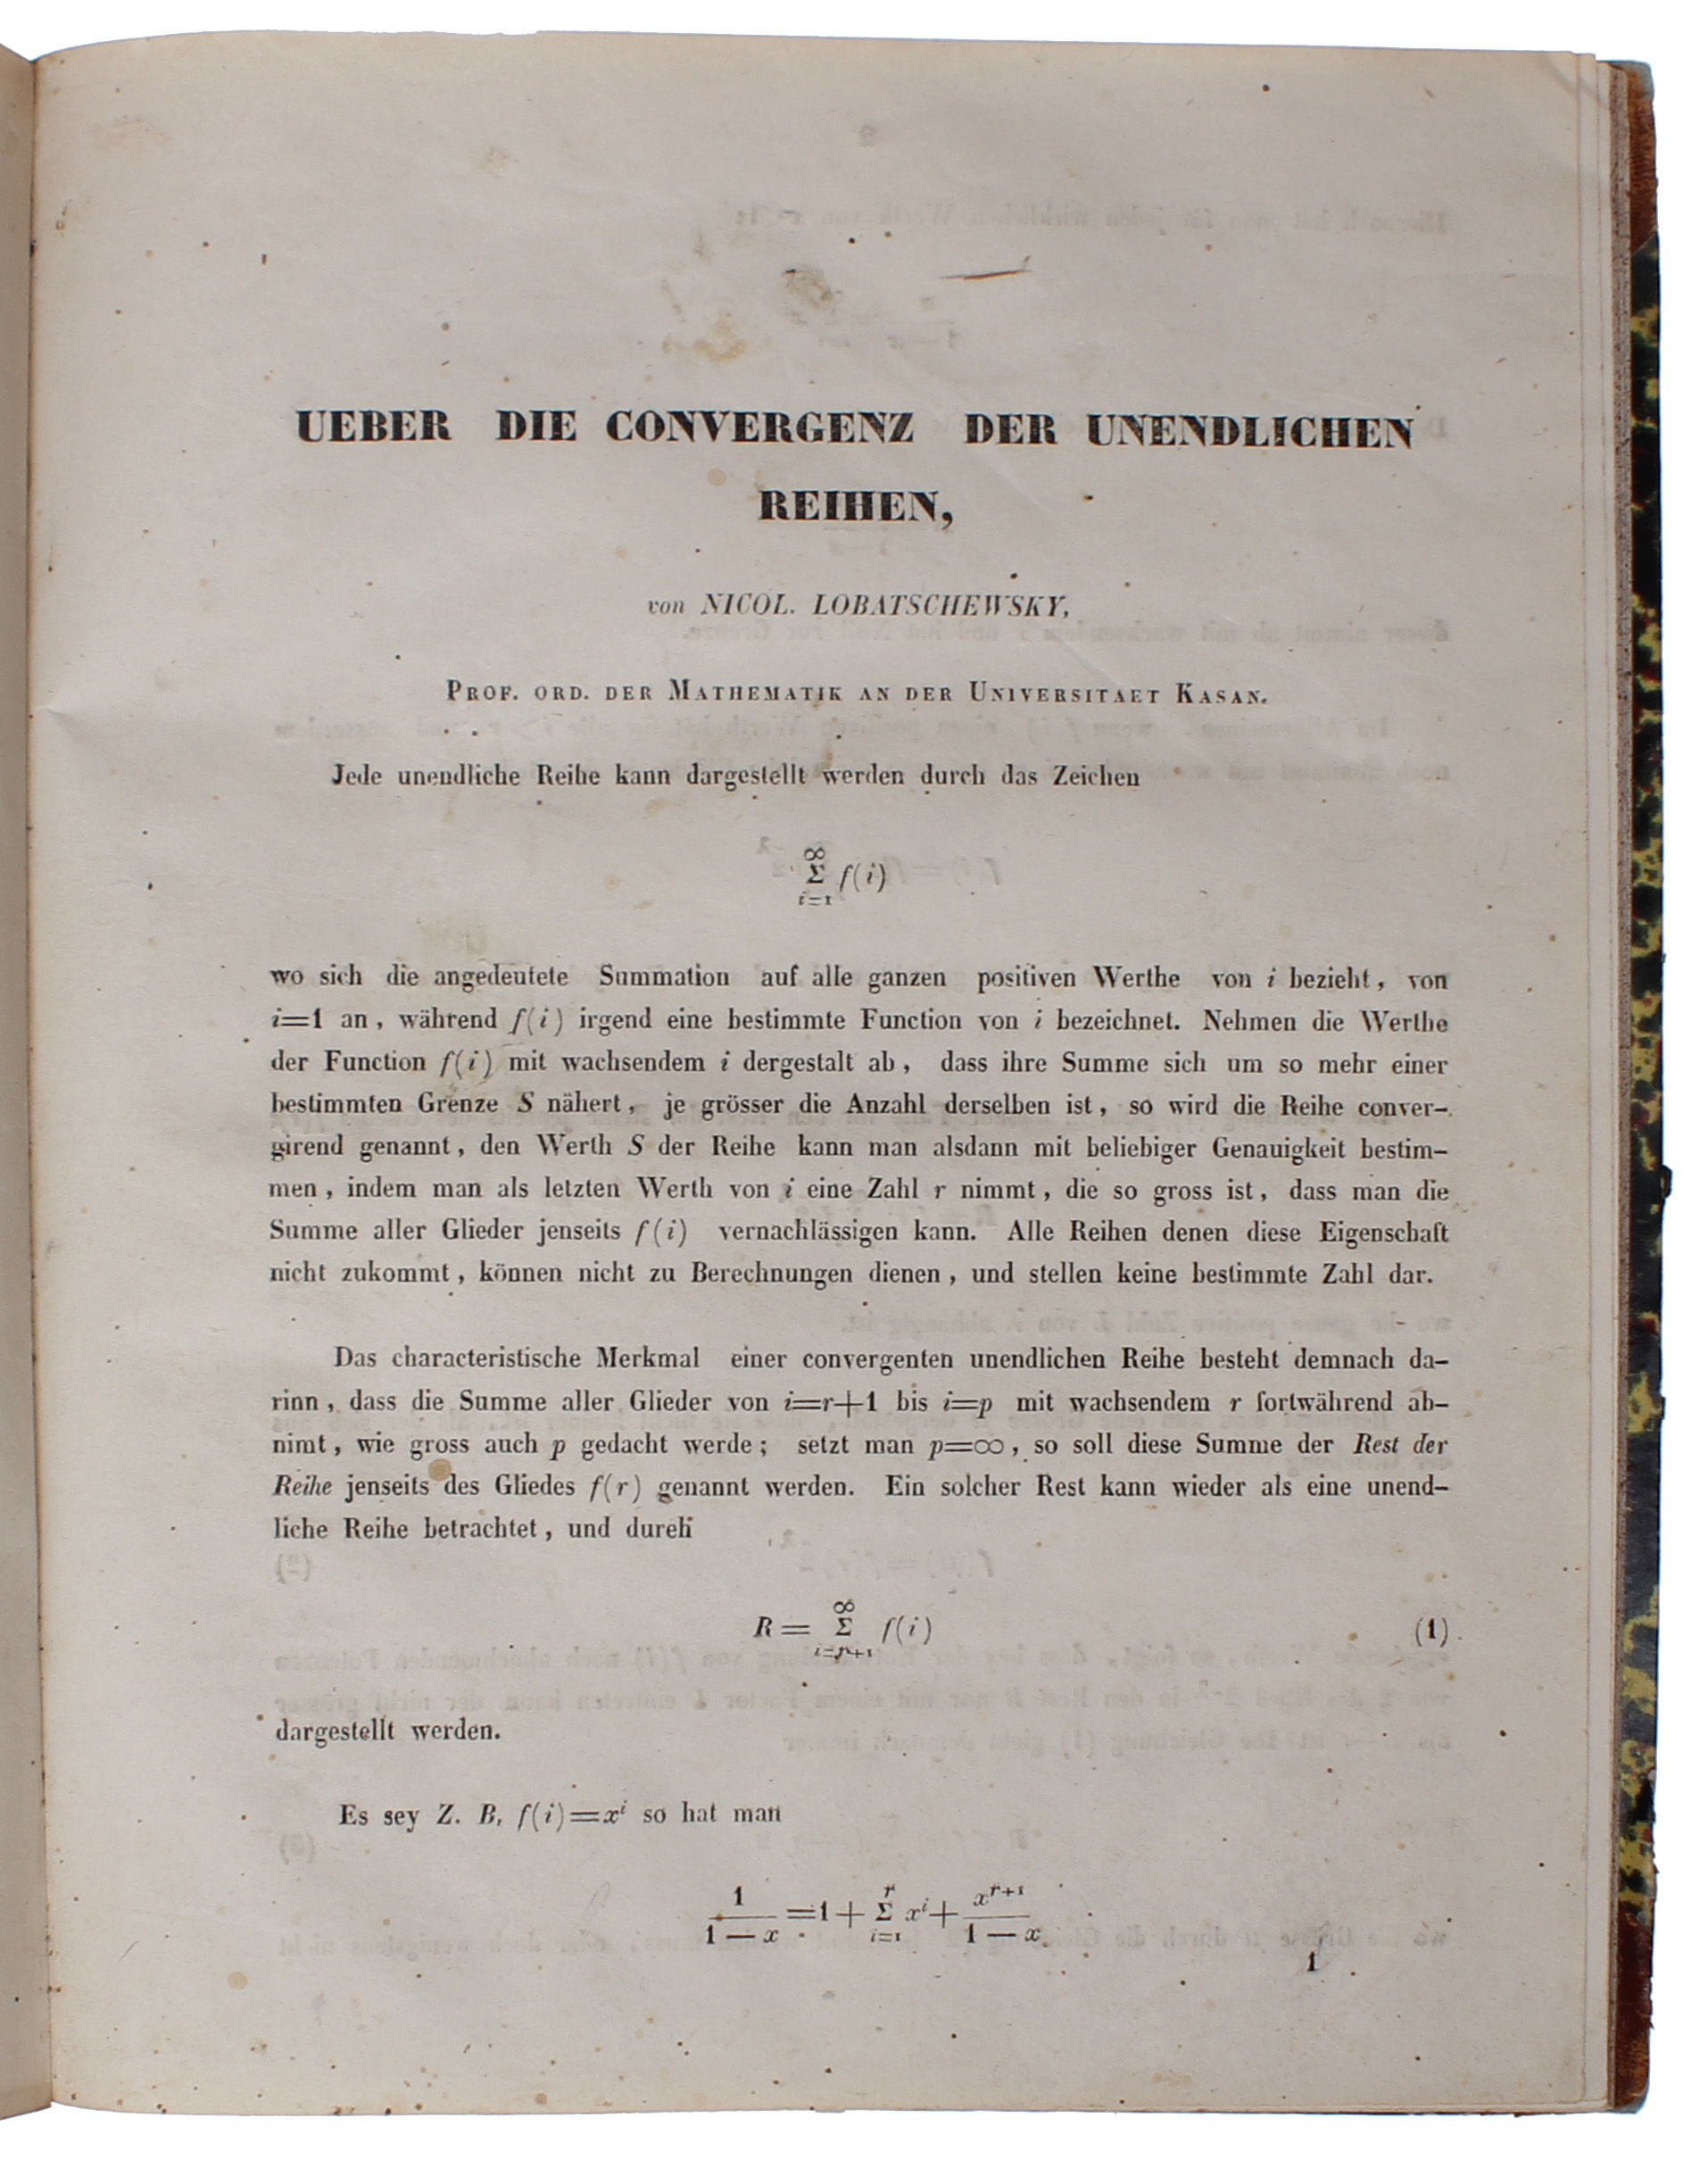 UEBER DIE CONVERGENZ DER UNENDLICHEN
REIHEN,
von NICOL. LOBATSCHEWSKY,
PROF. ORD. DER MATHEMATIK AN DER UNIVERSITAET KASAN.
Jede unendliche Reihe kann dargestellt werden durch das Zeichen
∞
Σ f(i)
i=1
wo sich die angedeutete Summation auf alle ganzen positiven Werthe von i bezieht, von
i=1 an, während f(i) irgend eine bestimmte Function von i bezeichnet. Nehmen die Werthe
der Function f(i) mit wachsendem i dergestalt ab, dass ihre Summe sich um so mehr einer
bestimmten Grenze S nähert, je grösser die Anzahl derselben ist, so wird die Reihe conver-
girend genannt, den Werth S der Reihe kann man alsdann mit beliebiger Genauigkeit bestim-
men, indem man als letzten Werth von i eine Zahl r nimmt, die so gross ist, dass man die
Summe aller Glieder jenseits f(i) vernachlässigen kann. Alle Reihen denen diese Eigenschaft
nicht zukommt, können nicht zu Berechnungen dienen, und stellen keine bestimmte Zahl dar.
Das characteristische Merkmal einer convergenten unendlichen Reihe besteht demnach da-
rinn, dass die Summe aller Glieder von i=r+1 bis i=p mit wachsendem r fortwährend ab-
nimt, wie gross auch p gedacht werde; setzt man p=∞, so soll diese Summe der Rest der
Reihe jenseits des Gliedes f(r) genannt werden. Ein solcher Rest kann wieder als eine unend-
liche Reihe betrachtet, und durch
∞
R = Σ f(i) (1)
i=r+1
dargestellt werden.
Es sey Z. B, f(i)=xⁱ so hat man
1 r xʳ⁺¹
—— =1+ Σ xⁱ+ ——
1—x i=1 1—x
1